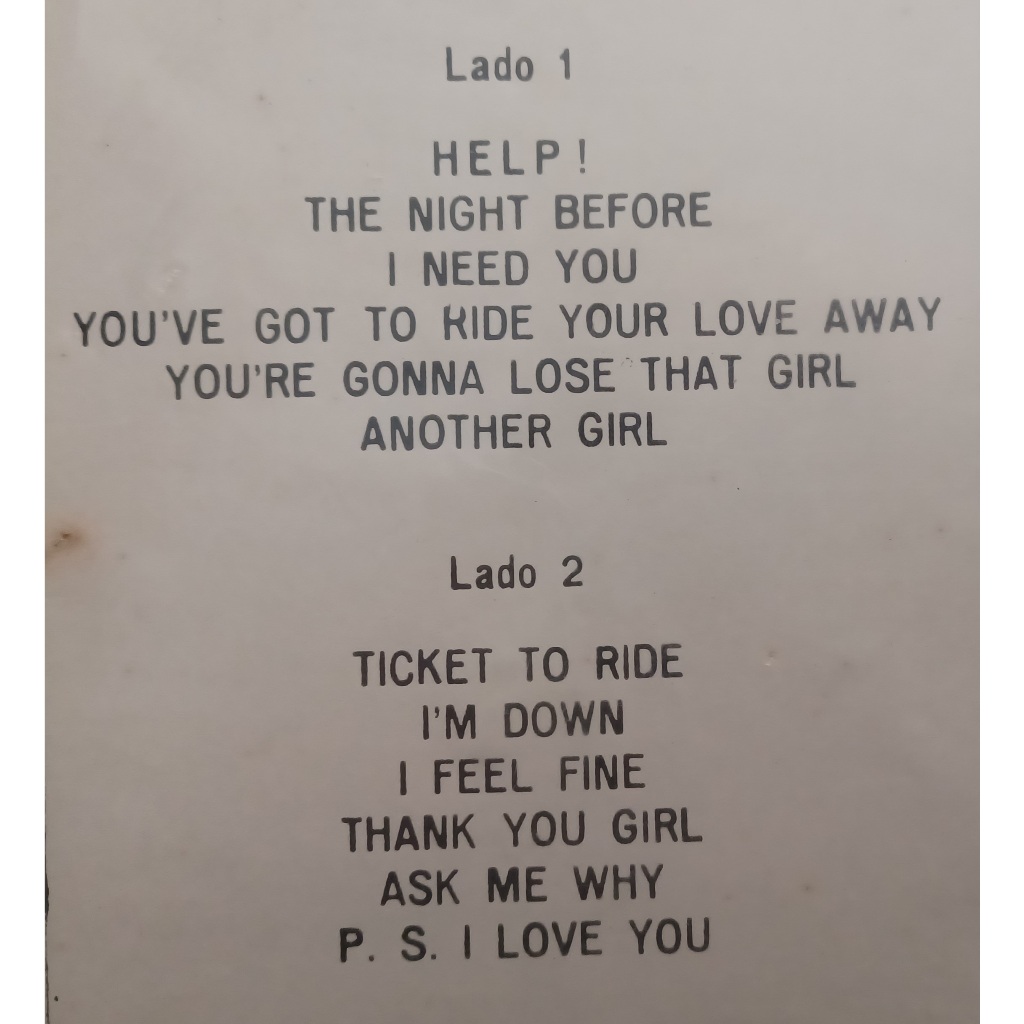 Lado 1
HELP!
THE NIGHT BEFORE
I NEED YOU
YOU'VE GOT TO RIDE YOUR LOVE AWAY
YOU'RE GONNA LOSE THAT GIRL
ANOTHER GIRL
Lado 2
TICKET TO RIDE
I'M DOWN
I FEEL FINE
THANK YOU GIRL
ASK ME WHY
P. S. I LOVE YOU